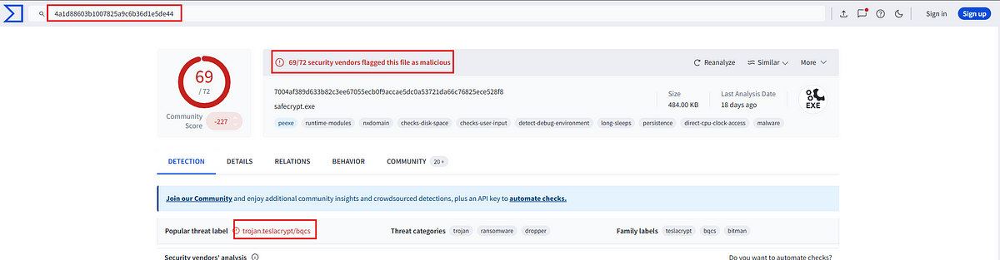 4a1d88603b1007825a9c6b36d1e5de44
Sign in
Sign up
69
/ 72
Community
Score
-227
69/72 security vendors flagged this file as malicious
Reanalyze
Similar
More
7004af389d633b82c3ee67055ecb0f9accae5dc0a53721da66c76825ece528f8
safecrypt.exe
Size
484.00 KB
Last Analysis Date
18 days ago
EXE
peexe runtime-modules nxdomain checks-disk-space checks-user-input detect-debug-environment long-sleeps persistence direct-cpu-clock-access malware
DETECTION DETAILS RELATIONS BEHAVIOR COMMUNITY 20+
Join our Community and enjoy additional community insights and crowdsourced detections, plus an API key to automate checks.
Popular threat label trojan.teslacrypt/bqcs Threat categories trojan ransomware dropper Family labels teslacrypt bqcs bitman
Security vendors' analysis Do you want to automate checks?